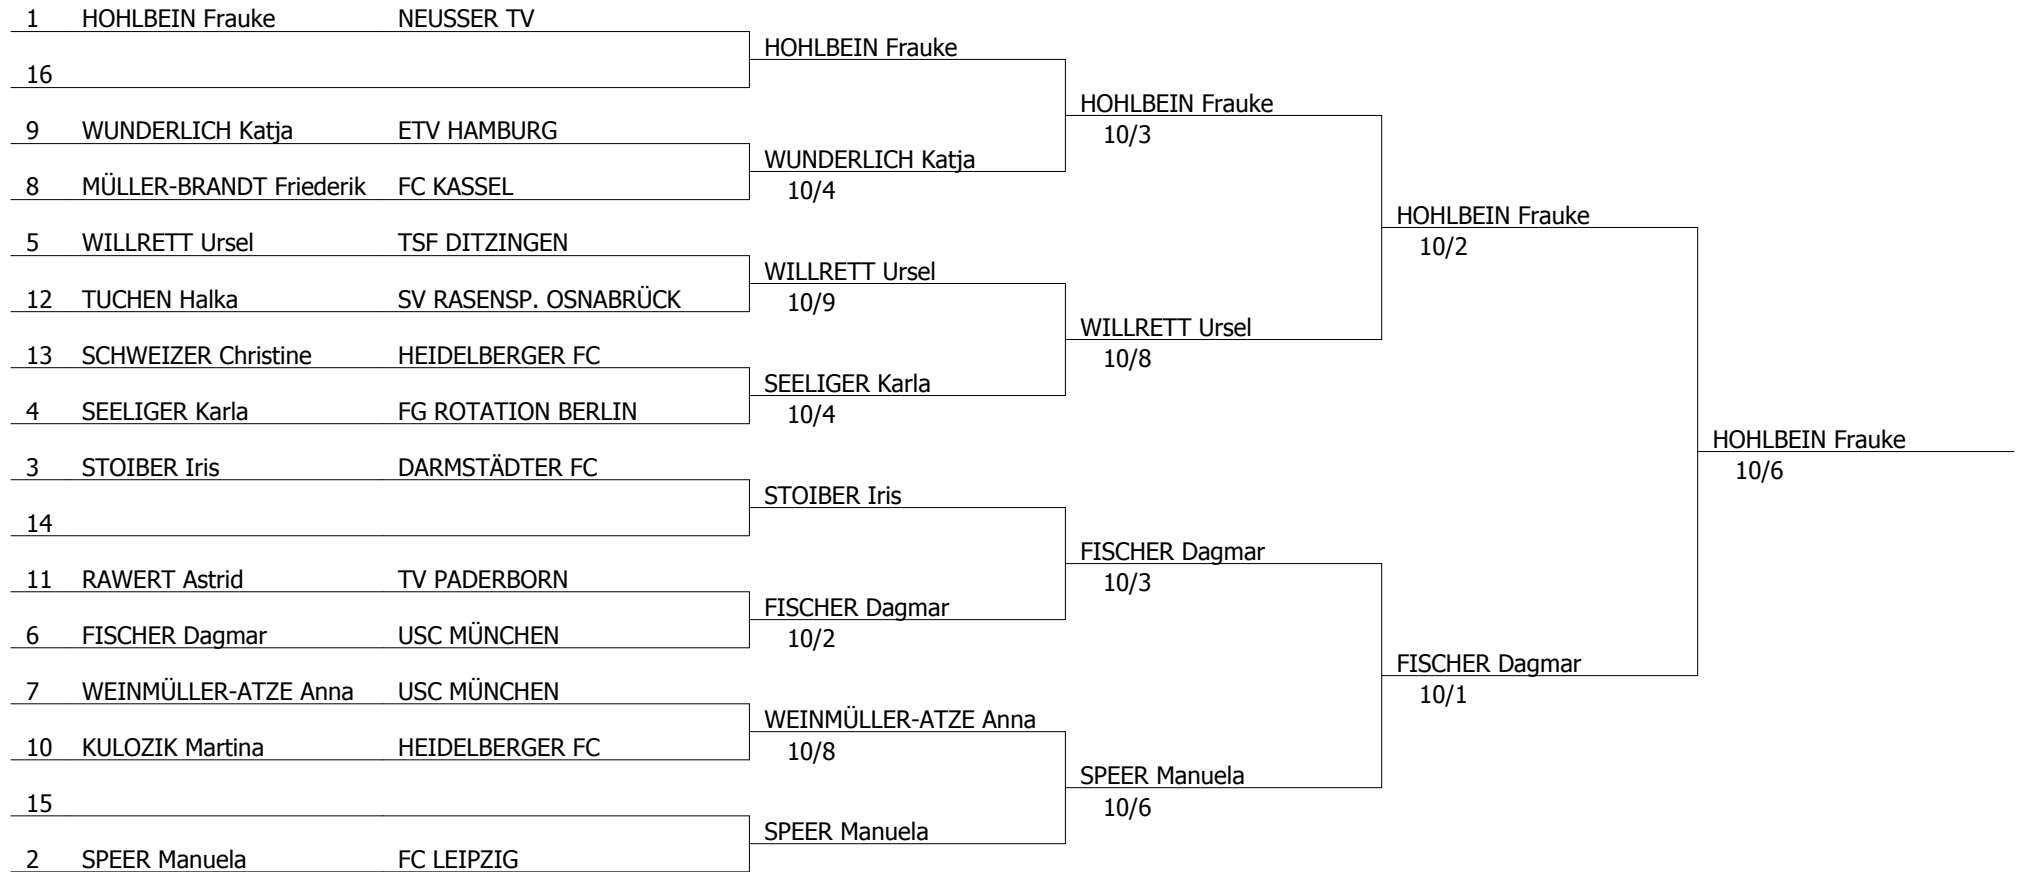 1 HOHLBEIN Frauke NEUSSER TV
HOHLBEIN Frauke
16
HOHLBEIN Frauke
10/3
9 WUNDERLICH Katja ETV HAMBURG
WUNDERLICH Katja
10/4
8 MÜLLER-BRANDT Friederik FC KASSEL
HOHLBEIN Frauke
10/2
5 WILLRETT Ursel TSF DITZINGEN
WILLRETT Ursel
10/9
12 TUCHEN Halka SV RASENSP. OSNABRÜCK
WILLRETT Ursel
10/8
13 SCHWEIZER Christine HEIDELBERGER FC
SEELIGER Karla
10/4
4 SEELIGER Karla FG ROTATION BERLIN
HOHLBEIN Frauke
10/6
3 STOIBER Iris DARMSTÄDTER FC
STOIBER Iris
14
FISCHER Dagmar
10/3
11 RAWERT Astrid TV PADERBORN
FISCHER Dagmar
10/2
6 FISCHER Dagmar USC MÜNCHEN
FISCHER Dagmar
10/1
7 WEINMÜLLER-ATZE Anna USC MÜNCHEN
WEINMÜLLER-ATZE Anna
10/8
10 KULOZIK Martina HEIDELBERGER FC
SPEER Manuela
10/6
15
SPEER Manuela
2 SPEER Manuela FC LEIPZIG